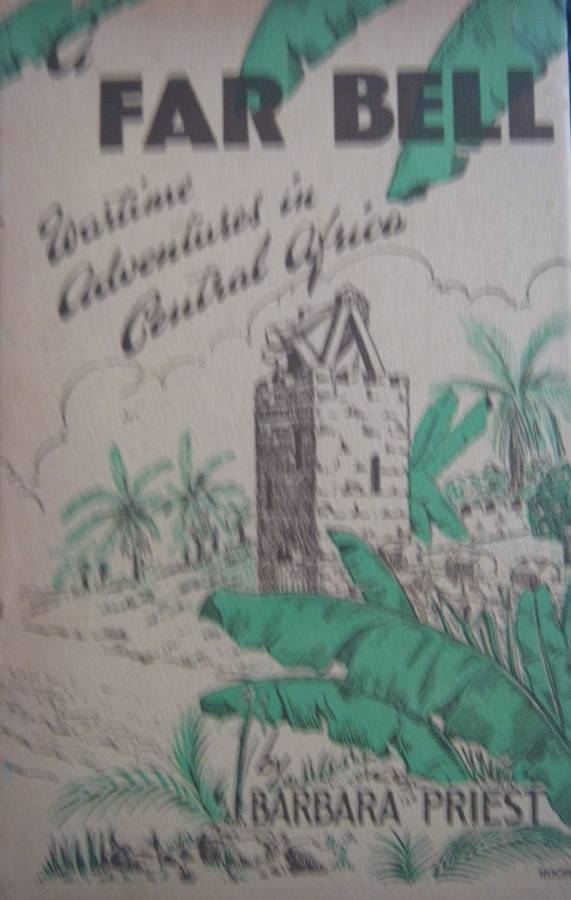 A
FAR BELL
Wartime
Adventures in
Central Africa
by
BARBARA PRIEST